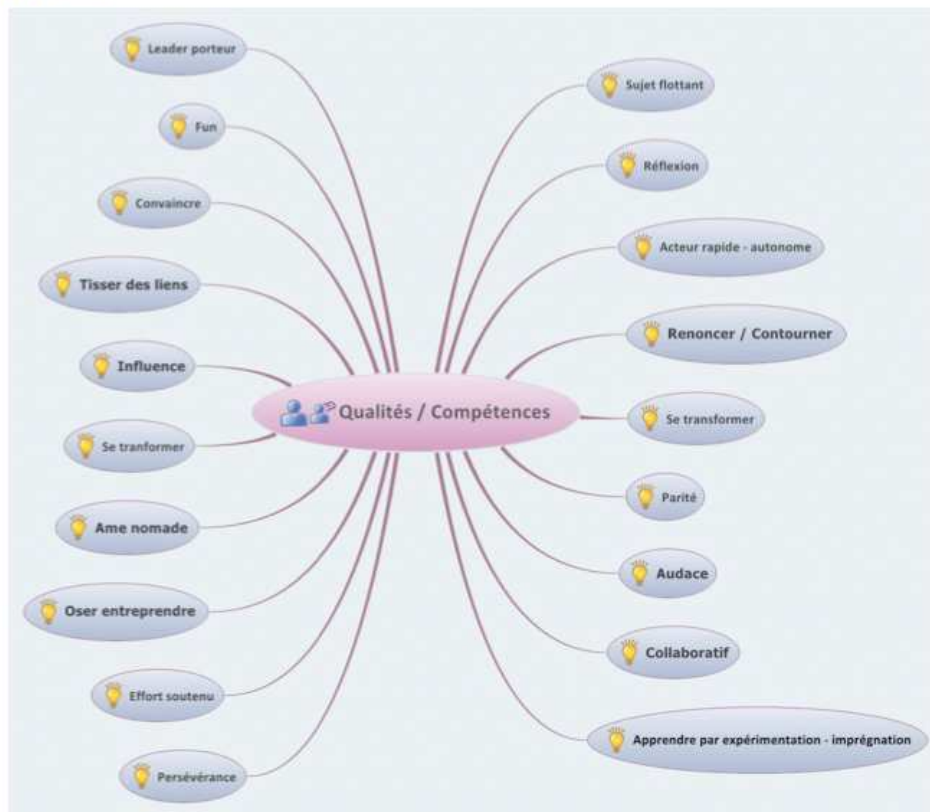 Leader porteur
Fun
Convaincre
Tisser des liens
Influence
Se tranformer
Ame nomade
Oser entreprendre
Effort soutenu
Persévérance
Qualités / Compétences
Sujet flottant
Réflexion
Acteur rapide - autonome
Renoncer / Contourner
Se transformer
Parité
Audace
Collaboratif
Apprendre par expérimentation - imprégnation